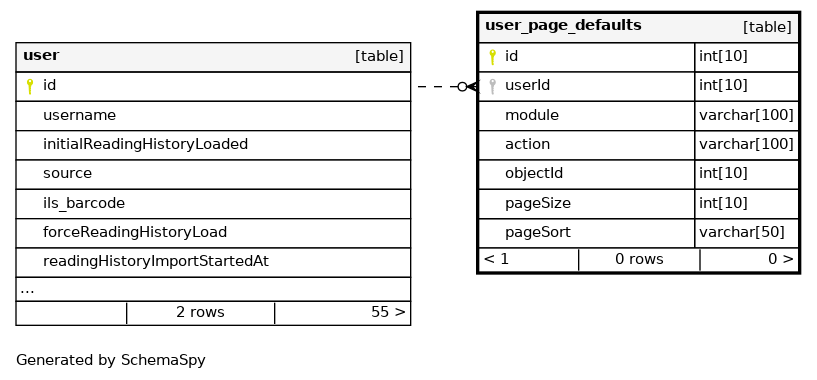 user [table]
id
username
initialReadingHistoryLoaded
source
ils_barcode
forceReadingHistoryLoad
readingHistoryImportStartedAt
...
2 rows 55 >
user_page_defaults [table]
id int[10]
userId int[10]
module varchar[100]
action varchar[100]
objectId int[10]
pageSize int[10]
pageSort varchar[50]
< 1 0 rows 0 >
Generated by SchemaSpy